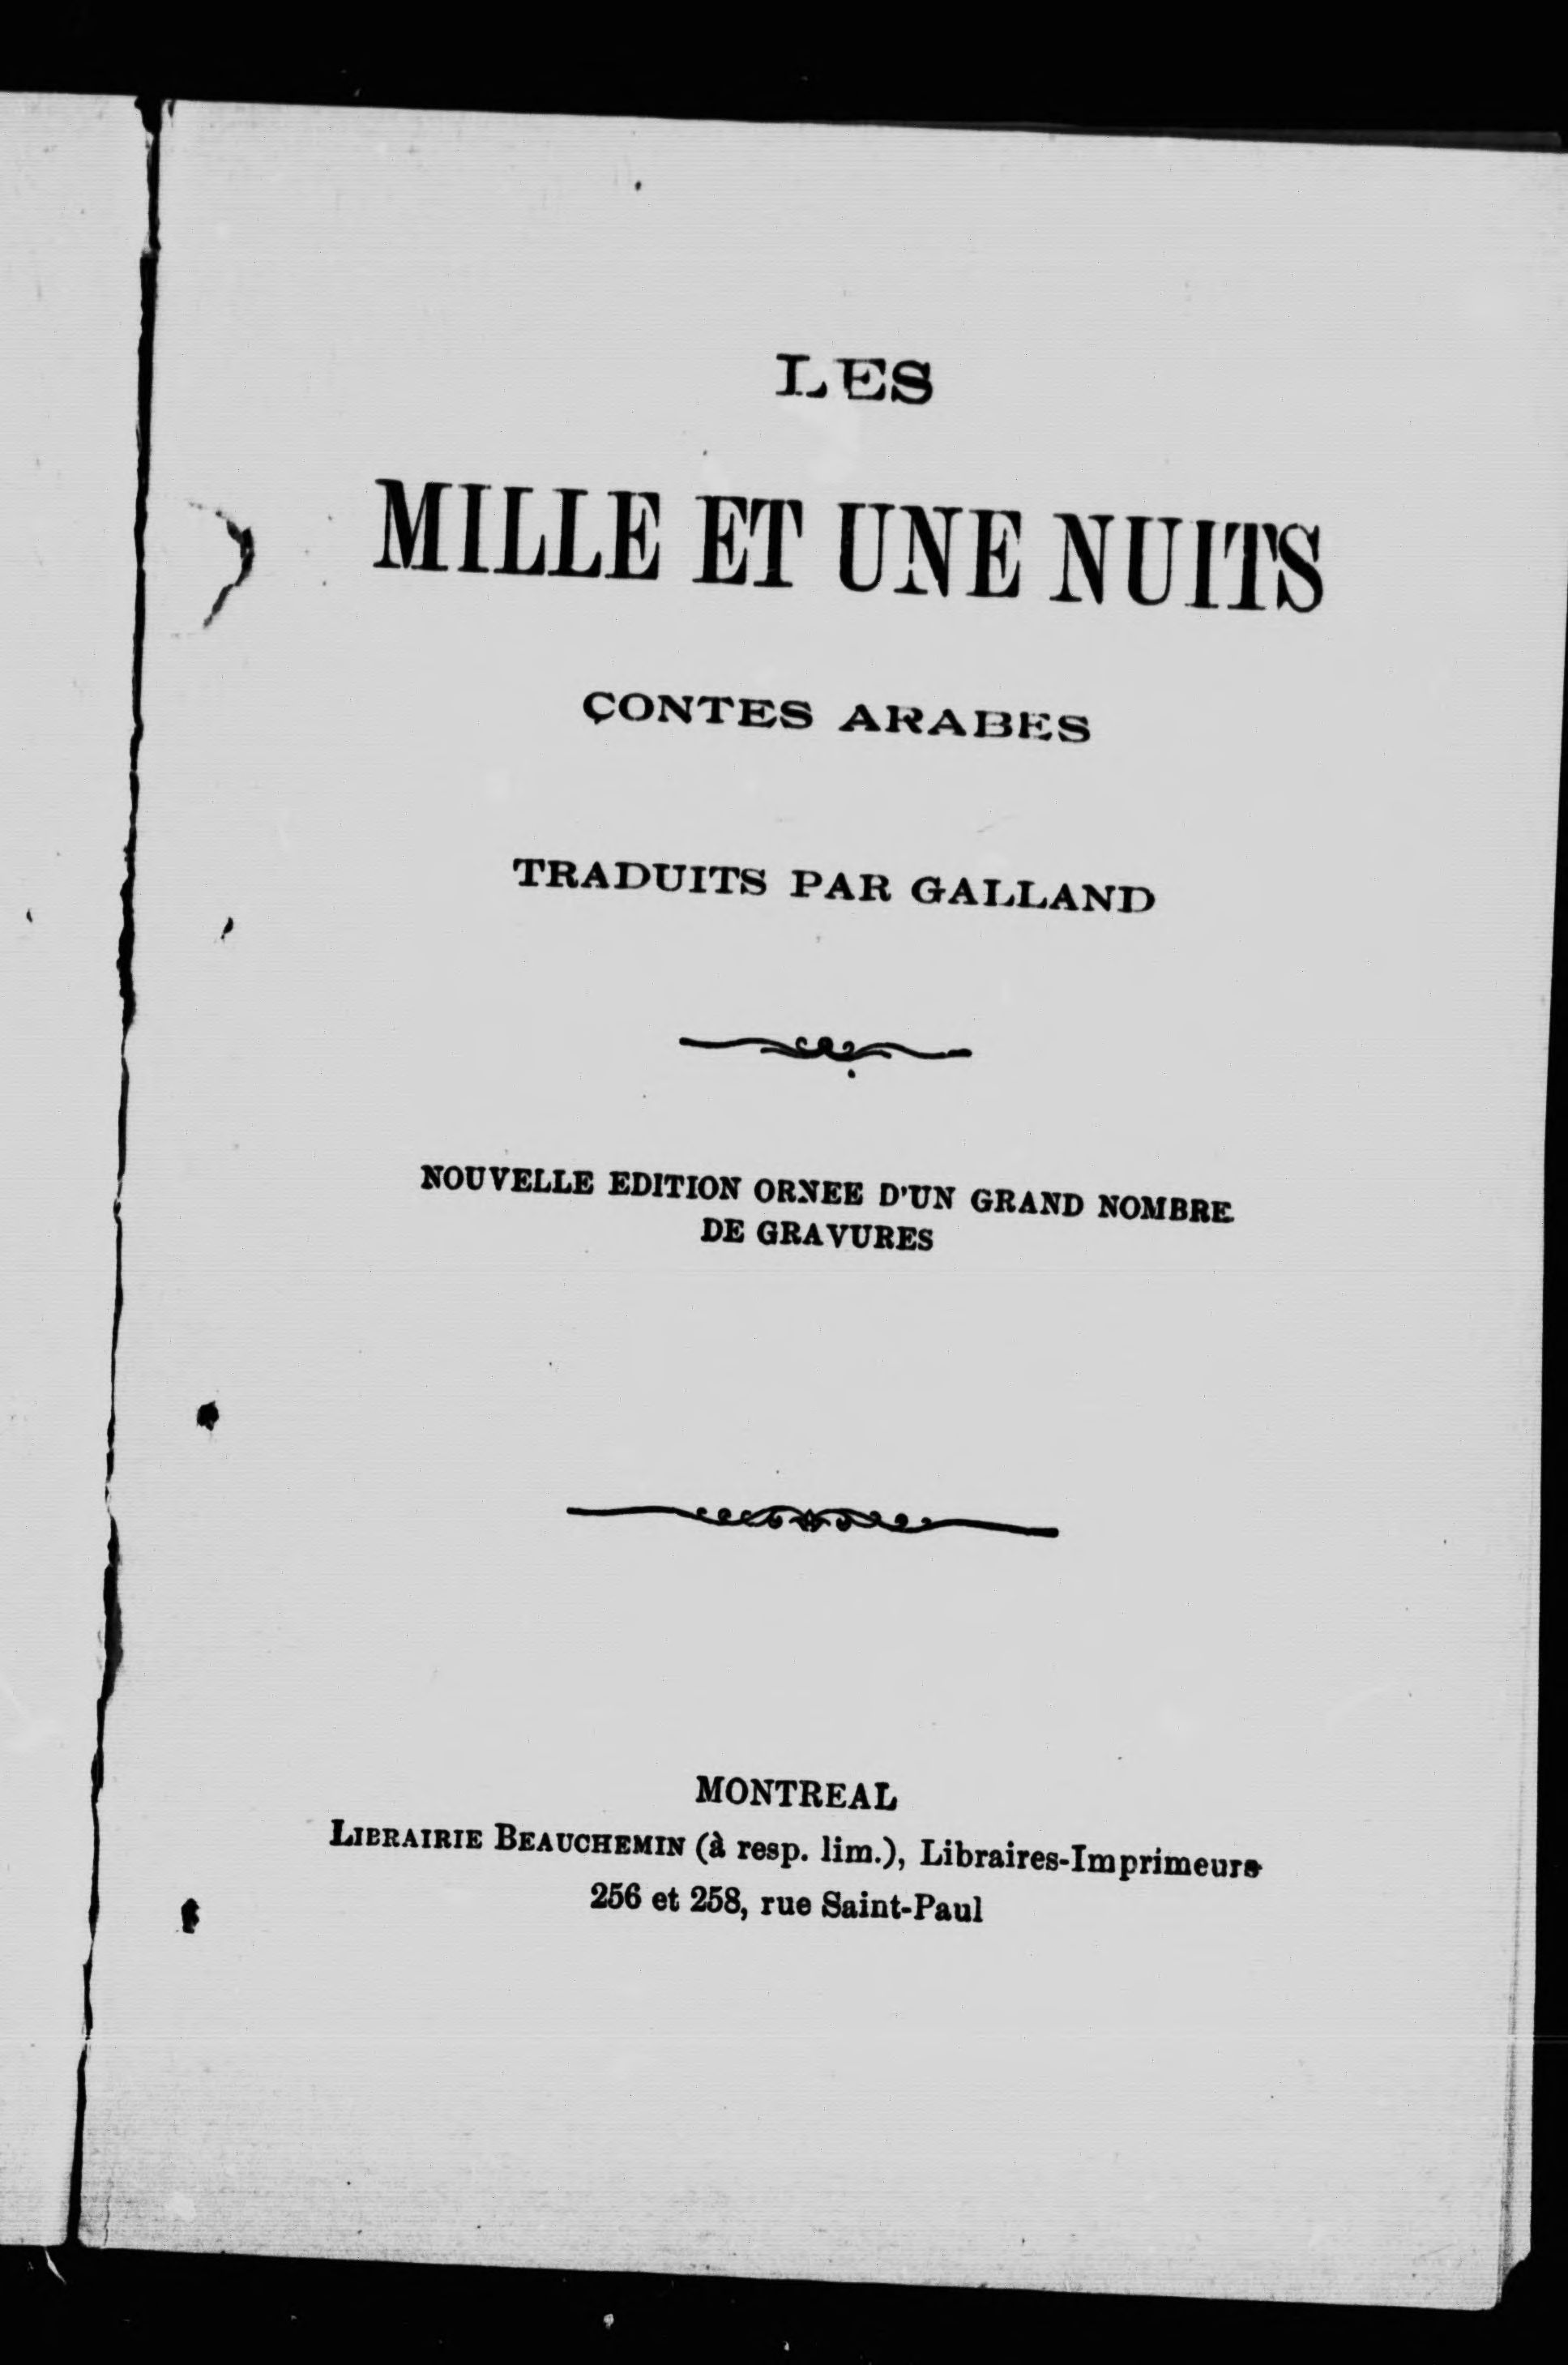 LES
MILLE ET UNE NUITS
CONTES ARABES
TRADUITS PAR GALLAND
NOUVELLE EDITION ORNEE D'UN GRAND NOMBRE
DE GRAVURES
MONTREAL
LIBRAIRIE BEAUCHEMIN (à resp. lim.), Libraires-Imprimeurs
256 et 258, rue Saint-Paul